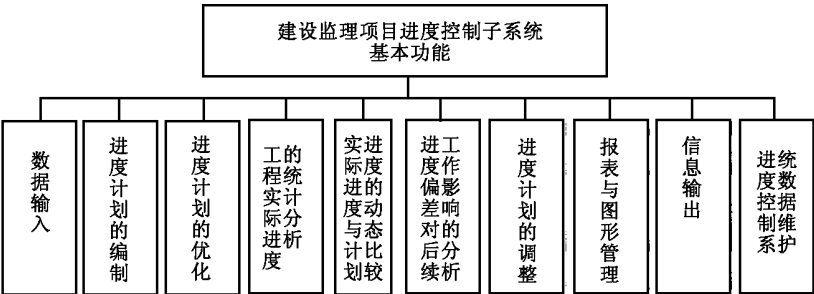 建设监理项目进度控制子系统
基本功能
数据输入
进度计划的编制
进度计划的优化
工程实际进度
的统计分析
实际进度与计划
进度的动态比较
进度偏差对后续
工作影响的分析
进度计划的调整
报表与图形管理
信息输出
进度控制系
统数据维护